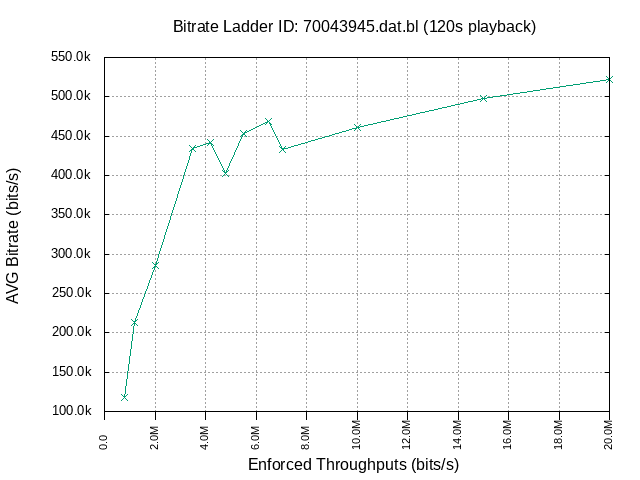 Bitrate Ladder ID: 70043945.dat.bl (120s playback)
550.0k
500.0k
450.0k
400.0k
350.0k
300.0k
250.0k
200.0k
150.0k
100.0k
AVG Bitrate (bits/s)
0.0
2.0M
4.0M
6.0M
8.0M
10.0M
12.0M
14.0M
16.0M
18.0M
20.0M
Enforced Throughputs (bits/s)